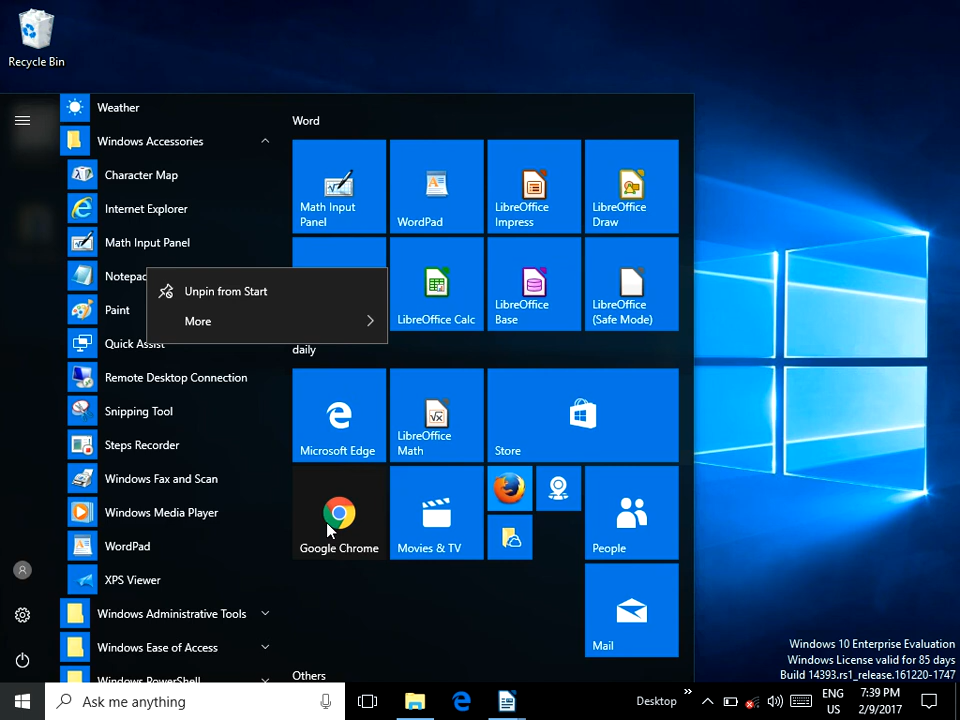 Recycle Bin
Weather
Windows Accessories
Character Map
Internet Explorer
Math Input Panel
Notepad
Paint
Quick Assist
Remote Desktop Connection
Snipping Tool
Steps Recorder
Windows Fax and Scan
Windows Media Player
WordPad
XPS Viewer
Windows Administrative Tools
Windows Ease of Access
Windows PowerShell
Unpin from Start
More
Word
Math Input
Panel
WordPad
LibreOffice
Impress
LibreOffice
Draw
LibreOffice Calc
LibreOffice
Base
LibreOffice
(Safe Mode)
daily
Microsoft Edge
LibreOffice
Math
Store
Google Chrome
Movies & TV
People
Mail
Others
Windows 10 Enterprise Evaluation
Windows License valid for 85 days
Build 14393.rs1_release.161220-1747
Ask me anything
Desktop
ENG
US
7:39 PM
2/9/2017